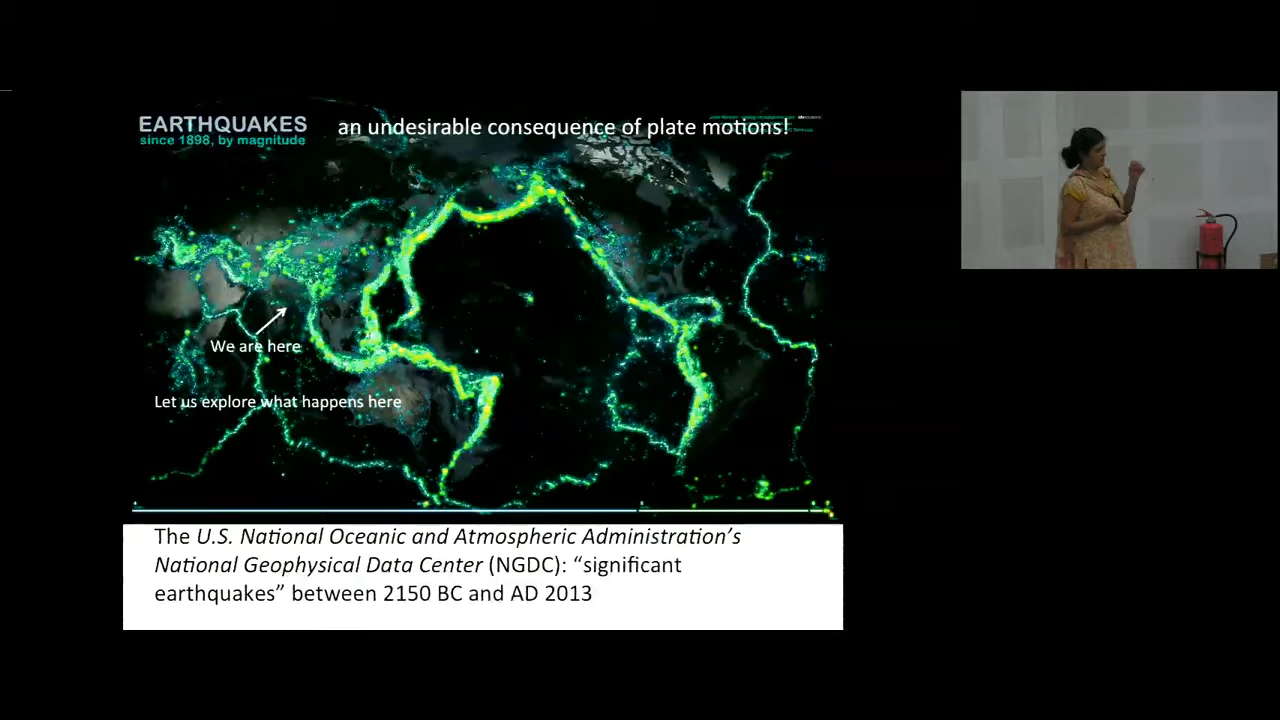 EARTHQUAKES
since 1898, by magnitude
an undesirable consequence of plate motions!
We are here
Let us explore what happens here
The U.S. National Oceanic and Atmospheric Administration’s
National Geophysical Data Center (NGDC): “significant
earthquakes” between 2150 BC and AD 2013